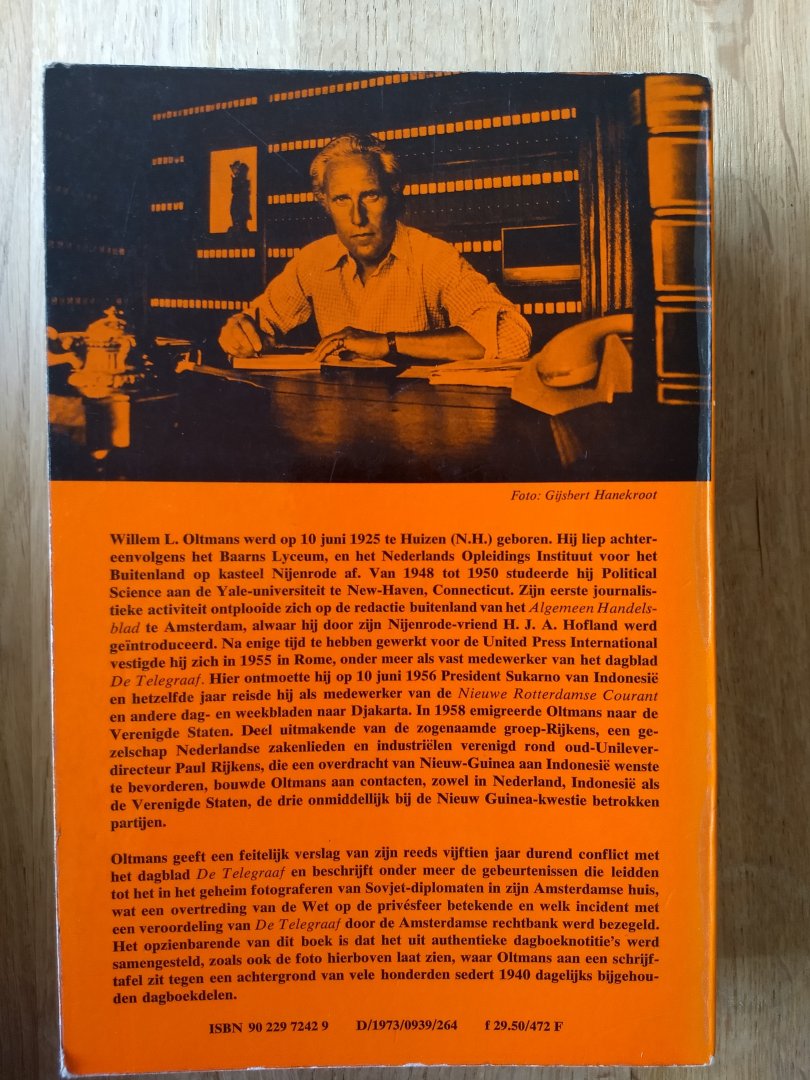 Foto: Gijsbert Hanekroot
Willem L. Oltmans werd op 10 juni 1925 te Huizen (N.H.) geboren. Hij liep achter-
eenvolgens het Baarns Lyceum, en het Nederlands Opleidings Instituut voor het
Buitenland op kasteel Nijenrode af. Van 1948 tot 1950 studeerde hij Political
Science aan de Yale-universiteit te New-Haven, Connecticut. Zijn eerste journalis-
tieke activiteit ontplooide zich op de redactie buitenland van het Algemeen Handels-
blad te Amsterdam, alwaar hij door zijn Nijenrode-vriend H. J. A. Hofland werd
geïntroduceerd. Na enige tijd te hebben gewerkt voor de United Press International
vestigde hij zich in 1955 in Rome, onder meer als vast medewerker van het dagblad
De Telegraaf. Hier ontmoette hij op 10 juni 1956 President Sukarno van Indonesië
en hetzelfde jaar reisde hij als medewerker van de Nieuwe Rotterdamse Courant
en andere dag- en weekbladen naar Djakarta. In 1958 emigreerde Oltmans naar de
Verenigde Staten. Deel uitmakende van de zogenaamde groep-Rijkens, een ge-
zelschap Nederlandse zakenlieden en industriëlen verenigd rond oud-Unilever-
directeur Paul Rijkens, die een overdracht van Nieuw-Guinea aan Indonesië wenste
te bevorderen, bouwde Oltmans aan contacten, zowel in Nederland, Indonesië als
de Verenigde Staten, de drie onmiddellijk bij de Nieuw Guinea-kwestie betrokken
partijen.
Oltmans geeft een feitelijk verslag van zijn reeds vijftien jaar durend conflict met
het dagblad De Telegraaf en beschrijft onder meer de gebeurtenissen die leidden
tot het in het geheim fotograferen van Sovjet-diplomaten in zijn Amsterdamse huis,
wat een overtreding van de Wet op de privésfeer betekende en welk incident met
een veroordeling van De Telegraaf door de Amsterdamse rechtbank werd bezegeld.
Het opzienbarende van dit boek is dat het uit authentieke dagboeknotitie's werd
samengesteld, zoals ook de foto hierboven laat zien, waar Oltmans aan een schrijf-
tafel zit tegen een achtergrond van vele honderden sedert 1940 dagelijks bijgehou-
den dagboekdelen.
ISBN 90 229 7242 9 D/1973/0939/264 f 29.50/472 F